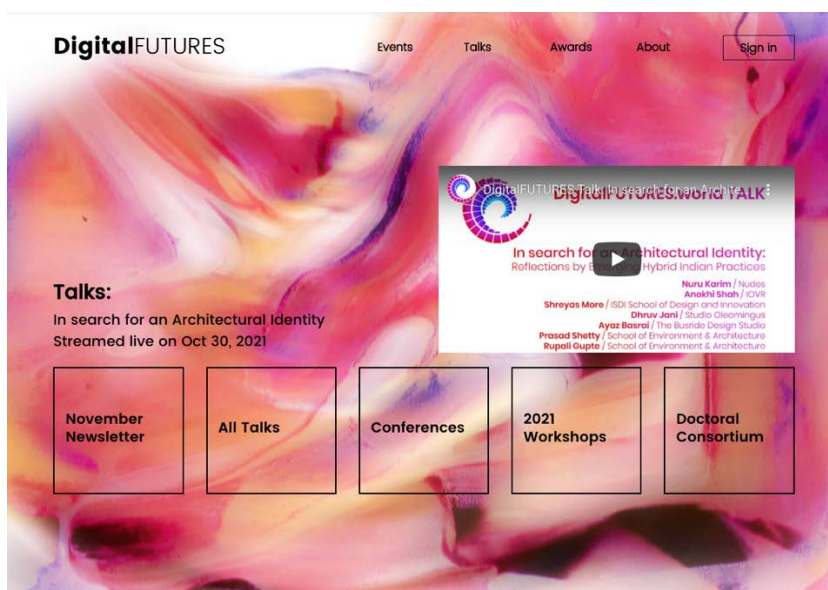 DigitalFUTURES
Events
Talks
Awards
About
Sign in
DigitalFUTURES Talk: In search for an Archite...
DigitalFUTURES.world TALK
In search for an Architectural Identity:
Reflections by Emerging Hybrid Indian Practices
Nuru Karim / Nudes
Anokhi Shah / IOVR
Shreyas More / ISDI School of Design and Innovation
Dhruv Jani / Studio Oleomingus
Ayaz Basrai / The Busride Design Studio
Prasad Shetty / School of Environment & Architecture
Rupali Gupte / School of Environment & Architecture
Talks:
In search for an Architectural Identity
Streamed live on Oct 30, 2021
November
Newsletter
All Talks
Conferences
2021
Workshops
Doctoral
Consortium